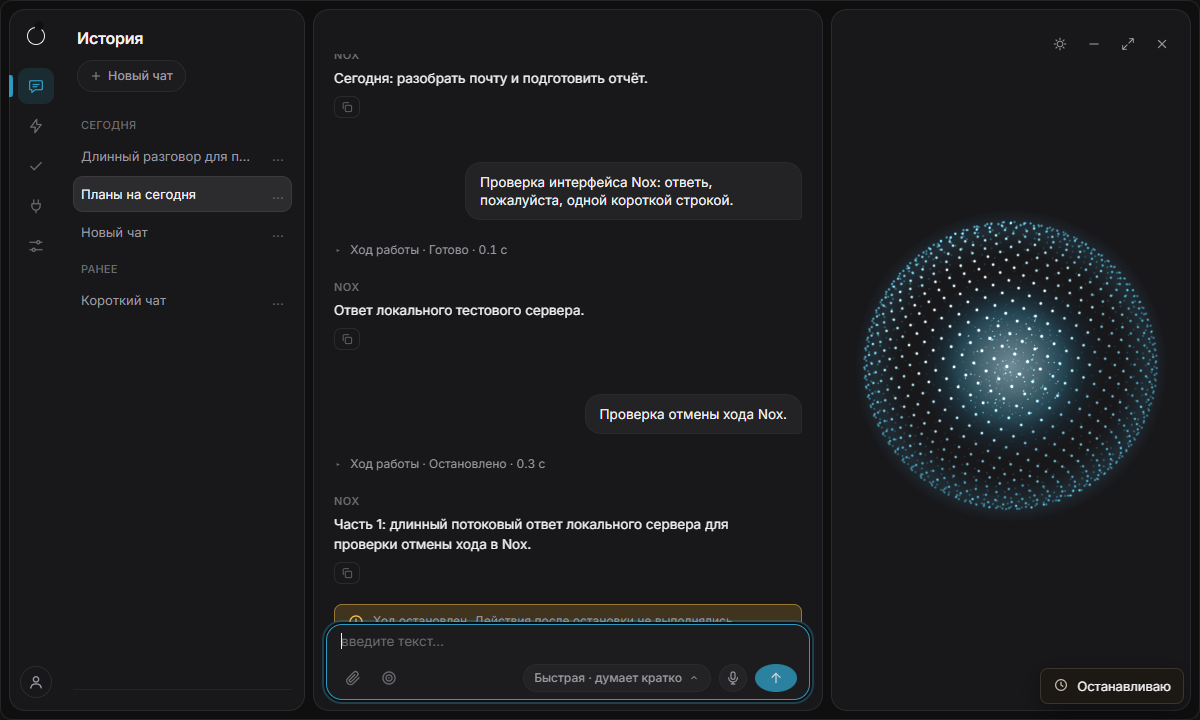 История
+ Новый чат
СЕГОДНЯ
Длинный разговор для п... ...
Планы на сегодня ...
Новый чат ...
РАНЕЕ
Короткий чат ...
NOX
Сегодня: разобрать почту и подготовить отчёт.
Проверка интерфейса Nox: ответь,
пожалуйста, одной короткой строкой.
Ход работы · Готово · 0.1 с
NOX
Ответ локального тестового сервера.
Проверка отмены хода Nox.
Ход работы · Остановлено · 0.3 с
NOX
Часть 1: длинный потоковый ответ локального сервера для
проверки отмены хода в Nox.
Ход остановлен. Действия после остановки не выполнялись.
введите текст...
Быстрая · думает кратко
Останавливаю